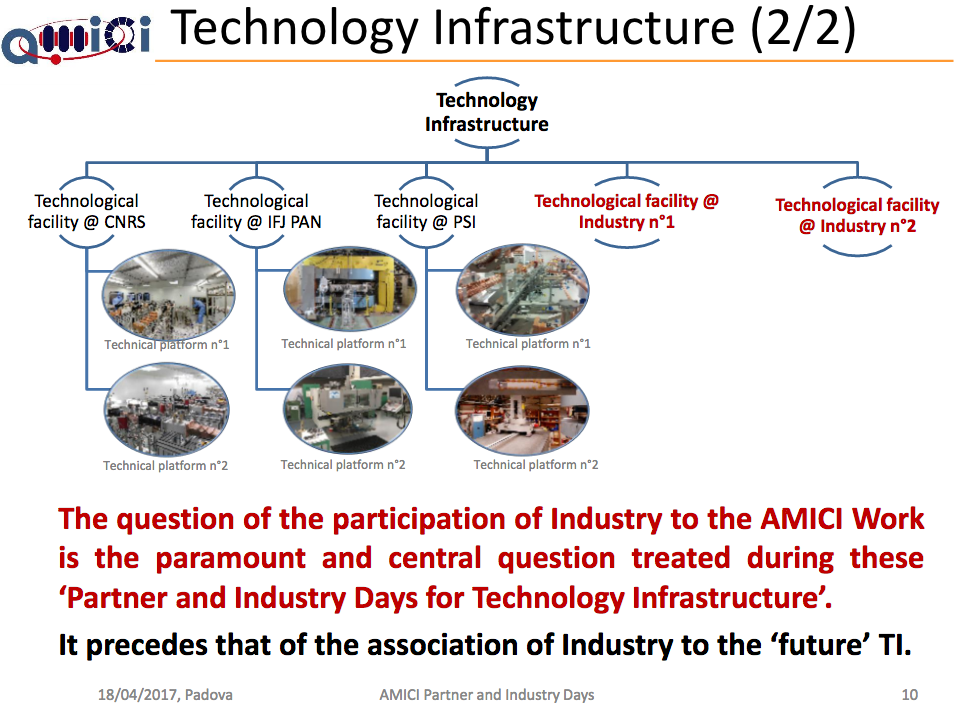 amici
Technology Infrastructure (2/2)
Technology
Infrastructure
Technological
facility @ CNRS
Technological
facility @ IFJ PAN
Technological
facility @ PSI
Technological facility @
Industry n°1
Technological facility
@ Industry n°2
Technical platform n°1
Technical platform n°1
Technical platform n°1
Technical platform n°2
Technical platform n°2
Technical platform n°2
The question of the participation of Industry to the AMICI Work
is the paramount and central question treated during these
‘Partner and Industry Days for Technology Infrastructure’.
It precedes that of the association of Industry to the ‘future’ TI.
18/04/2017, Padova
AMICI Partner and Industry Days
10